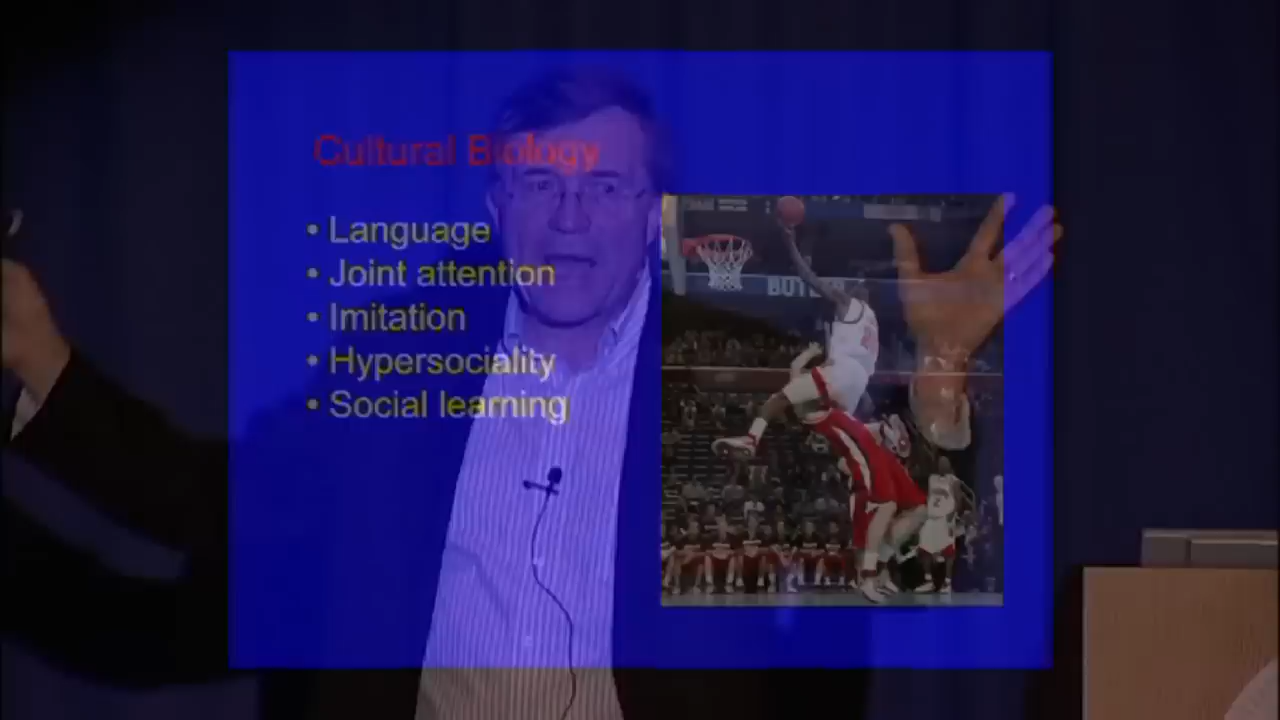 Cultural Biology
• Language
• Joint attention
• Imitation
• Hypersociality
• Social learning